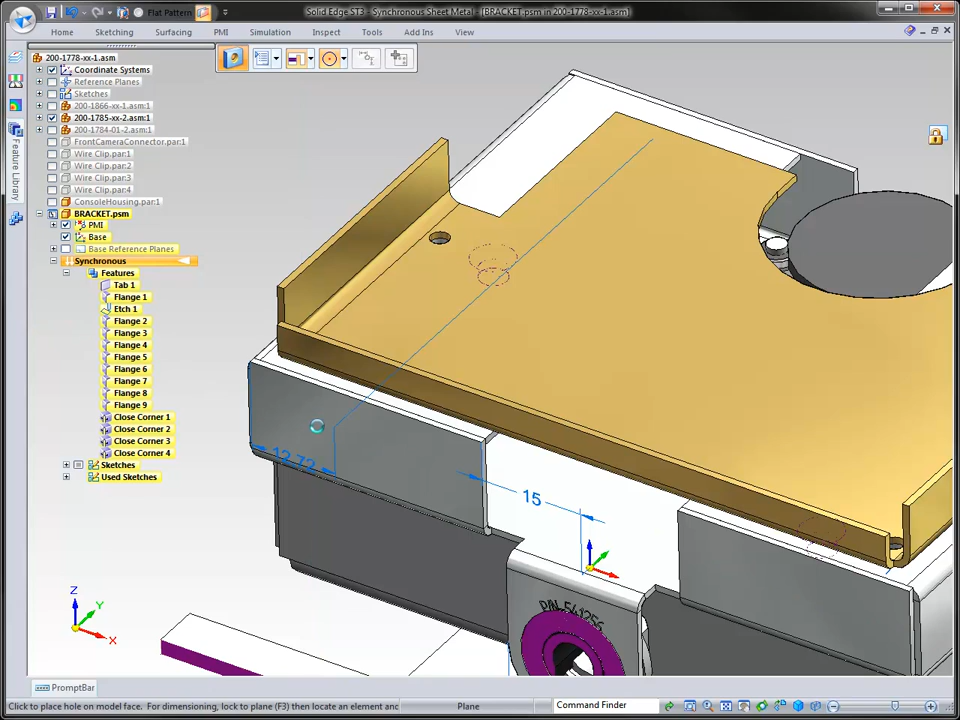 Flat Pattern
Solid Edge ST3 - Synchronous Sheet Metal - [BRACKET.psm in 200-1778-xx-1.asm]
Home Sketching Surfacing PMI Simulation Inspect Tools Add Ins View
200-1778-xx-1.asm
Coordinate Systems
Reference Planes
Sketches
200-1866-xx-1.asm:1
200-1785-xx-2.asm:1
200-1784-01-2.asm:1
FrontCameraConnector.par:1
Wire Clip.par:1
Wire Clip.par:2
Wire Clip.par:3
Wire Clip.par:4
ConsoleHousing.par:1
BRACKET.psm
PMI
Base
Base Reference Planes
Synchronous
Features
Tab 1
Flange 1
Etch 1
Flange 2
Flange 3
Flange 4
Flange 5
Flange 6
Flange 7
Flange 8
Flange 9
Close Corner 1
Close Corner 2
Close Corner 3
Close Corner 4
Sketches
Used Sketches
Feature Library
12.72
15
P/N 541256
Z
Y
X
PromptBar
Click to place hole on model face. For dimensioning, lock to plane (F3) then locate an element and
Plane
Command Finder